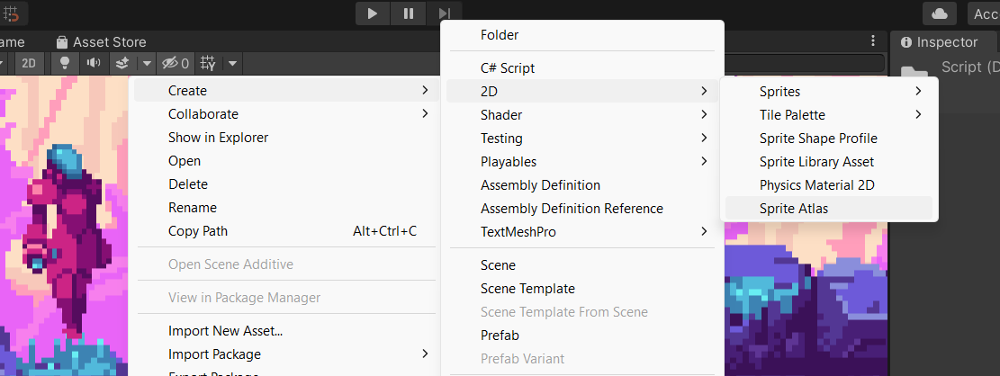 Acc
ame
Asset Store
Inspector
2D
0
Script (D
Create
Collaborate
Show in Explorer
Open
Delete
Rename
Copy Path Alt+Ctrl+C
Open Scene Additive
View in Package Manager
Import New Asset...
Import Package
Export Package
Folder
C# Script
2D
Shader
Testing
Playables
Assembly Definition
Assembly Definition Reference
TextMeshPro
Scene
Scene Template
Scene Template From Scene
Prefab
Prefab Variant
Sprites
Tile Palette
Sprite Shape Profile
Sprite Library Asset
Physics Material 2D
Sprite Atlas